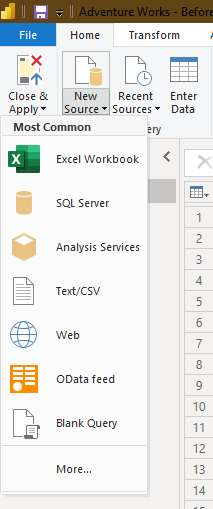 Adventure Works - Before
File Home Transform
Close & Apply New Source Recent Sources Enter Data
ery
Most Common
Excel Workbook
SQL Server
Analysis Services
Text/CSV
Web
OData feed
Blank Query
More...
1
2
3
4
5
6
7
8
9
10
11
12
13
14
15